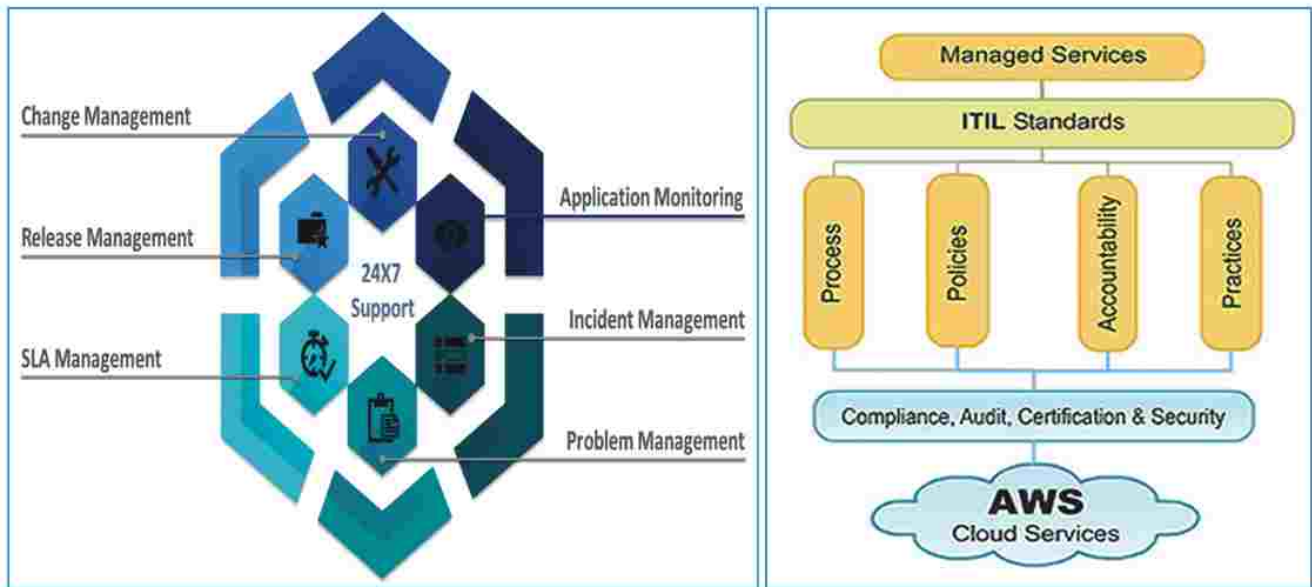 Change Management
Release Management
SLA Management
24X7
Support
Application Monitoring
Incident Management
Problem Management
Managed Services
ITIL Standards
Process
Policies
Accountability
Practices
Compliance, Audit, Certification & Security
AWS
Cloud Services